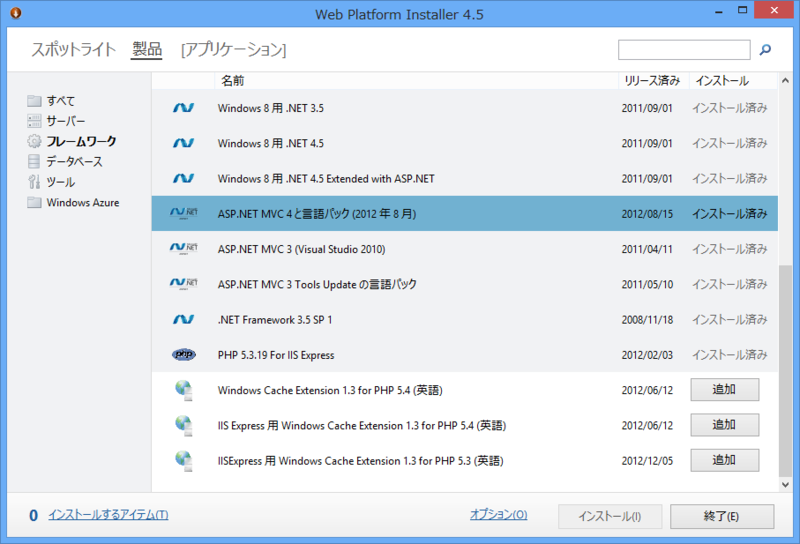 Web Platform Installer 4.5
スポットライト 製品 [アプリケーション]
名前 リリース済み インストール
すべて
サーバー
フレームワーク
データベース
ツール
Windows Azure
Windows 8 用 .NET 3.5 2011/09/01 インストール済み
Windows 8 用 .NET 4.5 2011/09/01 インストール済み
Windows 8 用 .NET 4.5 Extended with ASP.NET 2011/09/01 インストール済み
ASP.NET MVC 4 と言語パック (2012 年 8 月) 2012/08/15 インストール済み
ASP.NET MVC 3 (Visual Studio 2010) 2011/04/11 インストール済み
ASP.NET MVC 3 Tools Update の言語パック 2011/05/10 インストール済み
.NET Framework 3.5 SP 1 2008/11/18 インストール済み
php PHP 5.3.19 For IIS Express 2012/02/03 インストール済み
Windows Cache Extension 1.3 for PHP 5.4 (英語) 2012/06/12 追加
IIS Express 用 Windows Cache Extension 1.3 for PHP 5.4 (英語) 2012/06/12 追加
IISExpress 用 Windows Cache Extension 1.3 for PHP 5.3 (英語) 2012/12/05 追加
0 インストールするアイテム(T) オプション(O) インストール(I) 終了(E)